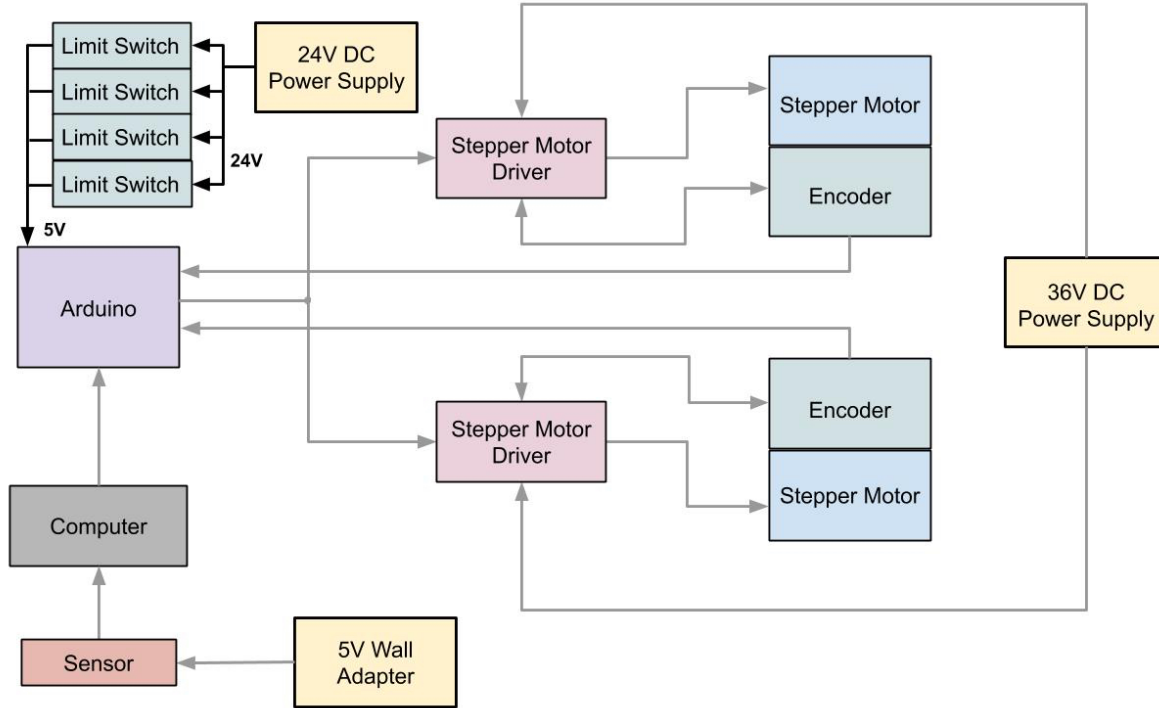 Limit Switch
Limit Switch
Limit Switch
Limit Switch
24V DC
Power Supply
24V
5V
Arduino
Computer
Sensor
5V Wall
Adapter
Stepper Motor
Driver
Stepper Motor
Encoder
Stepper Motor
Driver
Encoder
Stepper Motor
36V DC
Power Supply